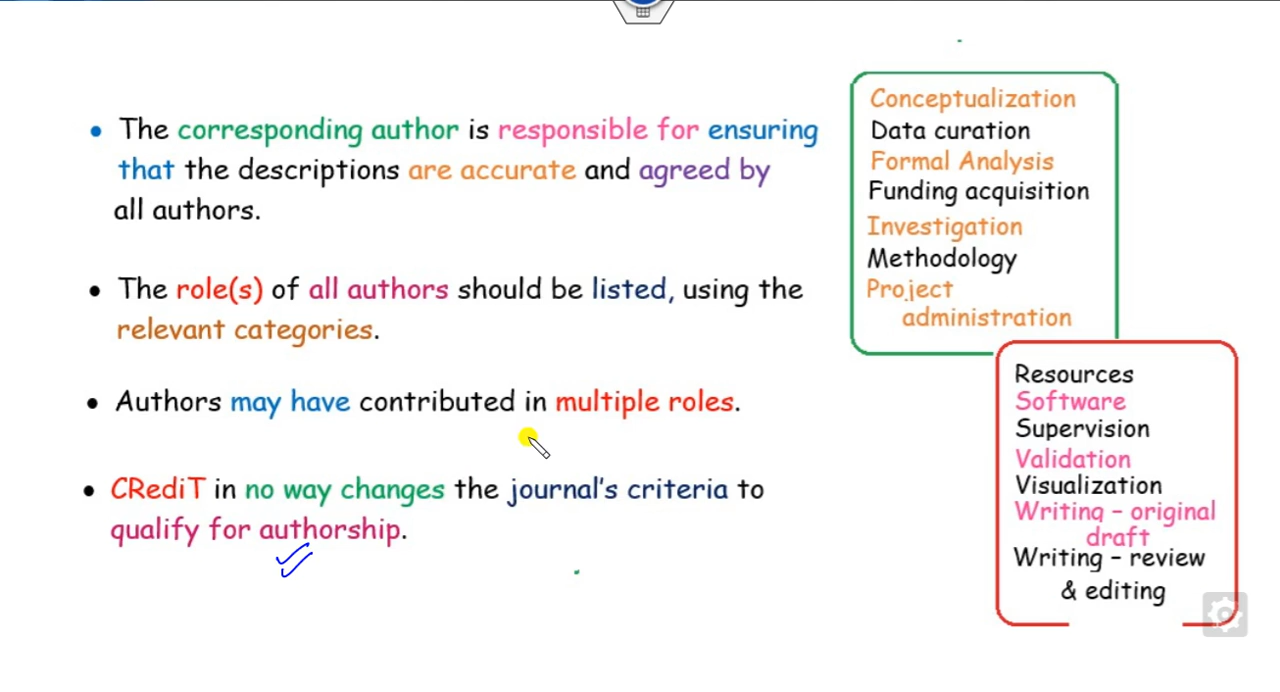 • The corresponding author is responsible for ensuring
that the descriptions are accurate and agreed by
all authors.
• The role(s) of all authors should be listed, using the
relevant categories.
• Authors may have contributed in multiple roles.
• CRediT in no way changes the journal's criteria to
qualify for authorship.
Conceptualization
Data curation
Formal Analysis
Funding acquisition
Investigation
Methodology
Project
administration
Resources
Software
Supervision
Validation
Visualization
Writing – original
draft
Writing – review
& editing